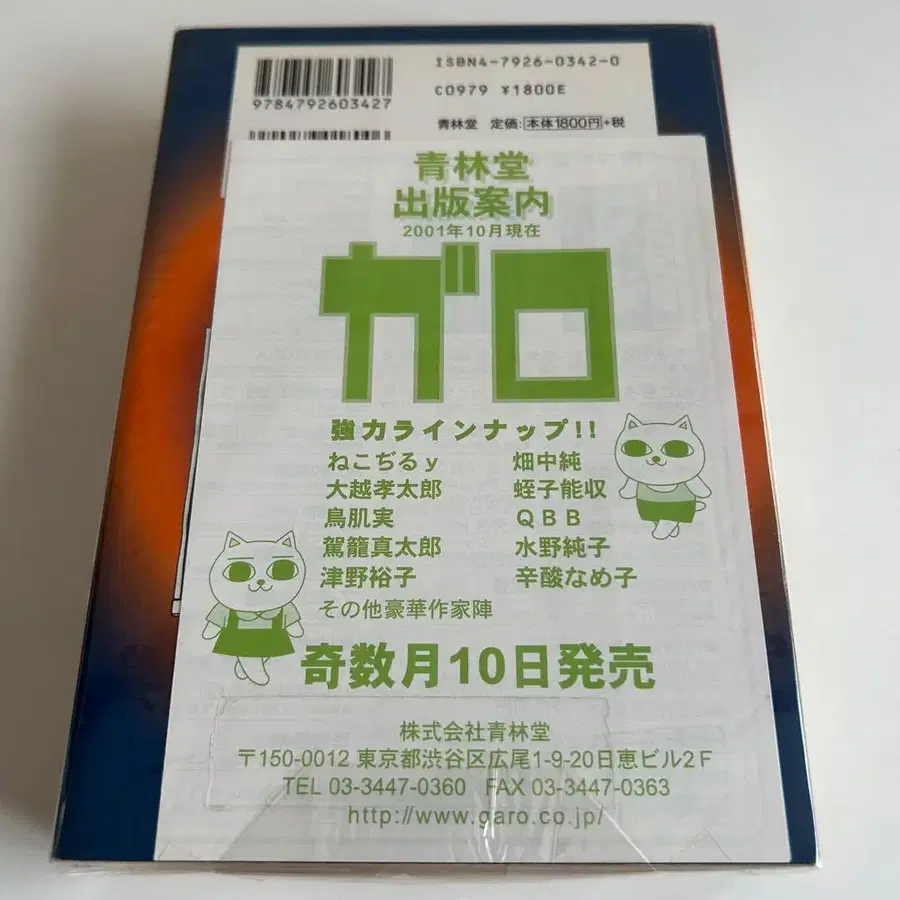 ISBN4-7926-0342-0
9784792603427
C0979 ¥1800E
青林堂 定価:本体1800円+税
青林堂
出版案内
2001年10月現在
ガロ
強力ラインナップ!!
ねこぢるy 畑中純
大越孝太郎 蛭子能収
鳥肌実 QBB
駕籠真太郎 水野純子
津野裕子 辛酸なめ子
その他豪華作家陣
奇数月10日発売
株式会社青林堂
〒150-0012 東京都渋谷区広尾1-9-20日恵ビル2F
TEL 03-3447-0360 FAX 03-3447-0363
http://www.garo.co.jp/